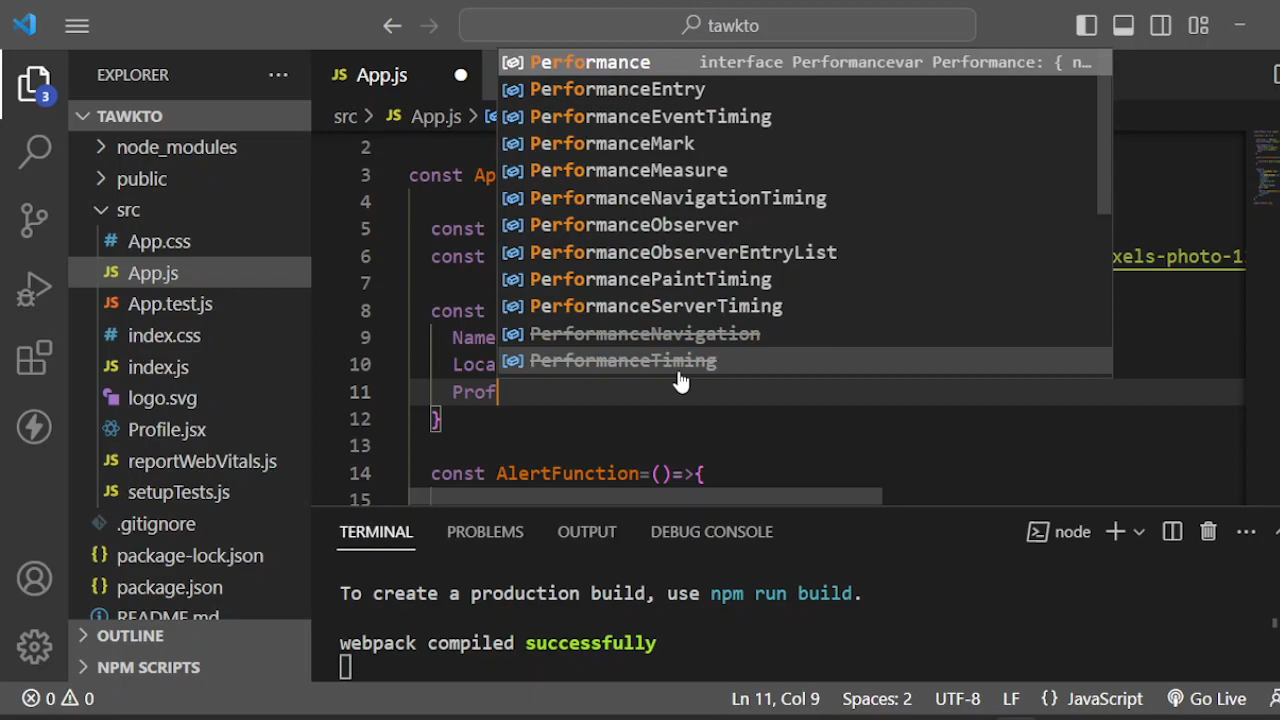 tawkto
EXPLORER
TAWKTO
node_modules
public
src
App.css
App.js
App.test.js
index.css
index.js
logo.svg
Profile.jsx
reportWebVitals.js
setupTests.js
.gitignore
package-lock.json
package.json
README.md
OUTLINE
NPM SCRIPTS
3
JS App.js
src > JS App.js >
Performance interface Performancevar Performance: { n…
PerformanceEntry
PerformanceEventTiming
PerformanceMark
PerformanceMeasure
PerformanceNavigationTiming
PerformanceObserver
PerformanceObserverEntryList
PerformancePaintTiming
PerformanceServerTiming
PerformanceNavigation
PerformanceTiming
2
3 const Ap
4
5 const
6 const xels-photo-1
7
8 const
9 Name
10 Loca
11 Prof
12 }
13
14 const AlertFunction=()=>{
15
TERMINAL PROBLEMS OUTPUT DEBUG CONSOLE node
To create a production build, use npm run build.
webpack compiled successfully
0 0 Ln 11, Col 9 Spaces: 2 UTF-8 LF {} JavaScript Go Live